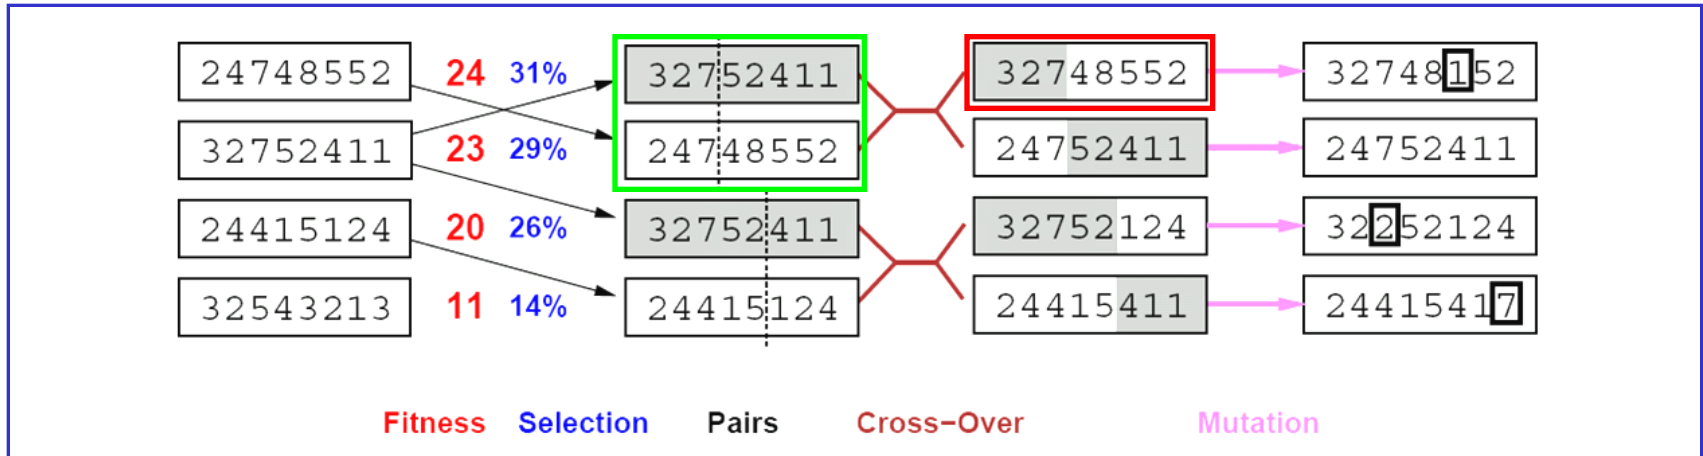 24748552 24 31% 32752411 32748552 32748152
32752411 23 29% 24748552 24752411 24752411
24415124 20 26% 32752411 32752124 32252124
32543213 11 14% 24415124 24415411 24415417
Fitness Selection Pairs Cross−Over Mutation